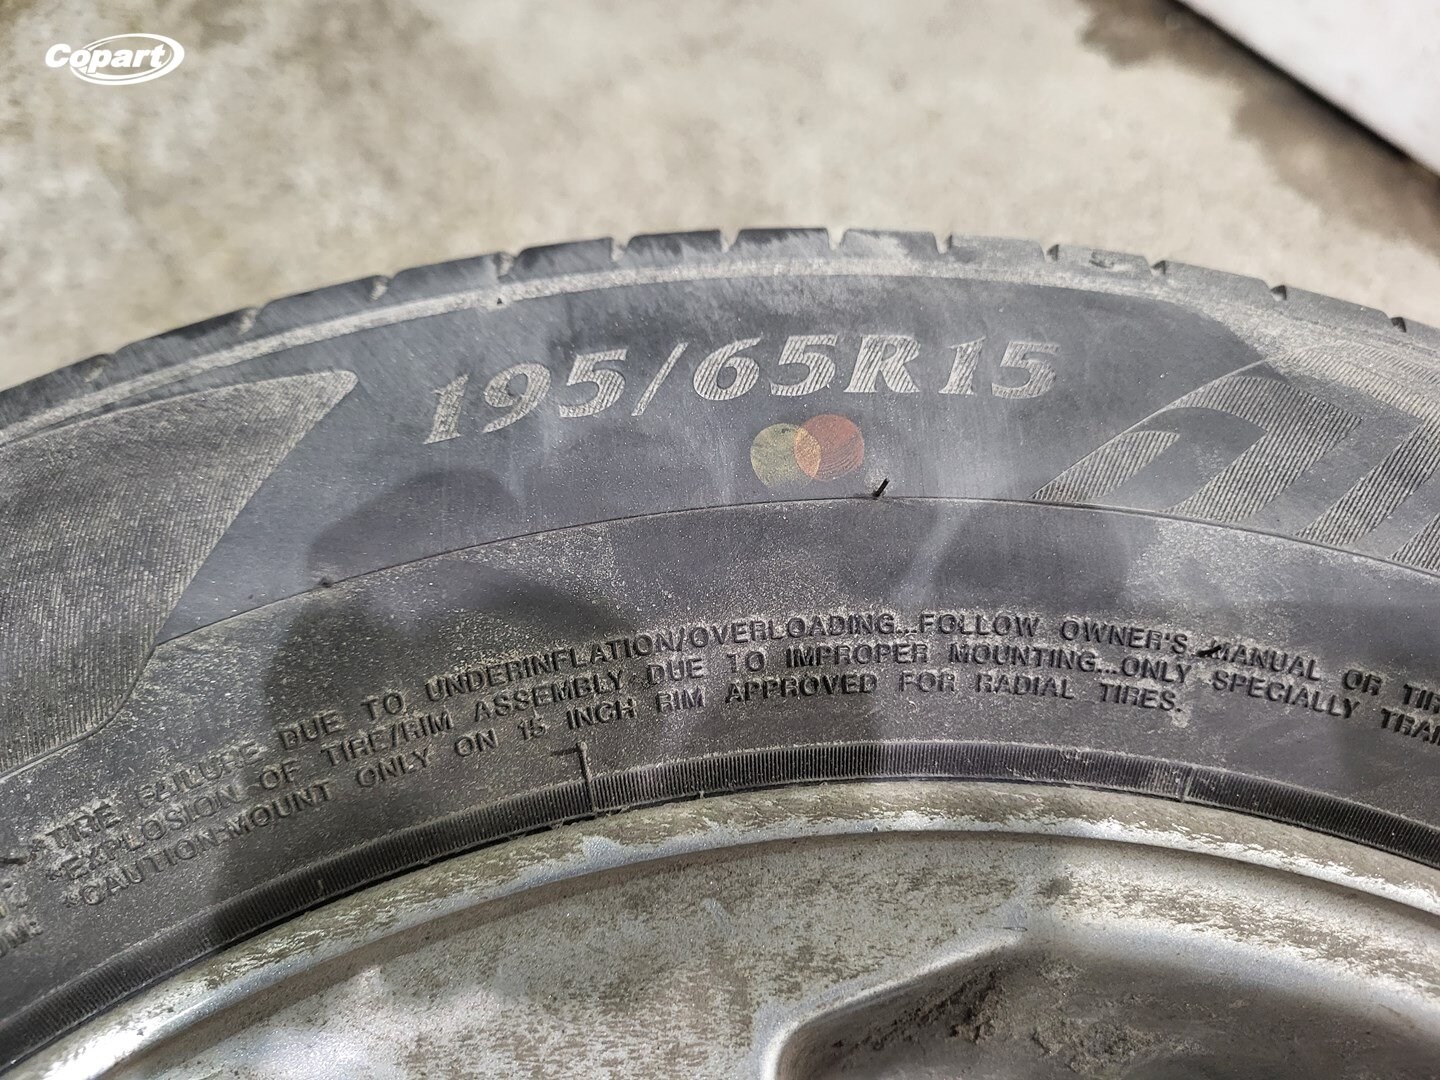 Copart
195/65R15
*TIRE FAILURE DUE TO UNDERINFLATION/OVERLOADING...FOLLOW OWNER'S MANUAL OR
*EXPLOSION OF TIRE/RIM ASSEMBLY DUE TO IMPROPER MOUNTING...ONLY SPECIALLY
*CAUTION-MOUNT ONLY ON 15 INCH RIM APPROVED FOR RADIAL TIRES.